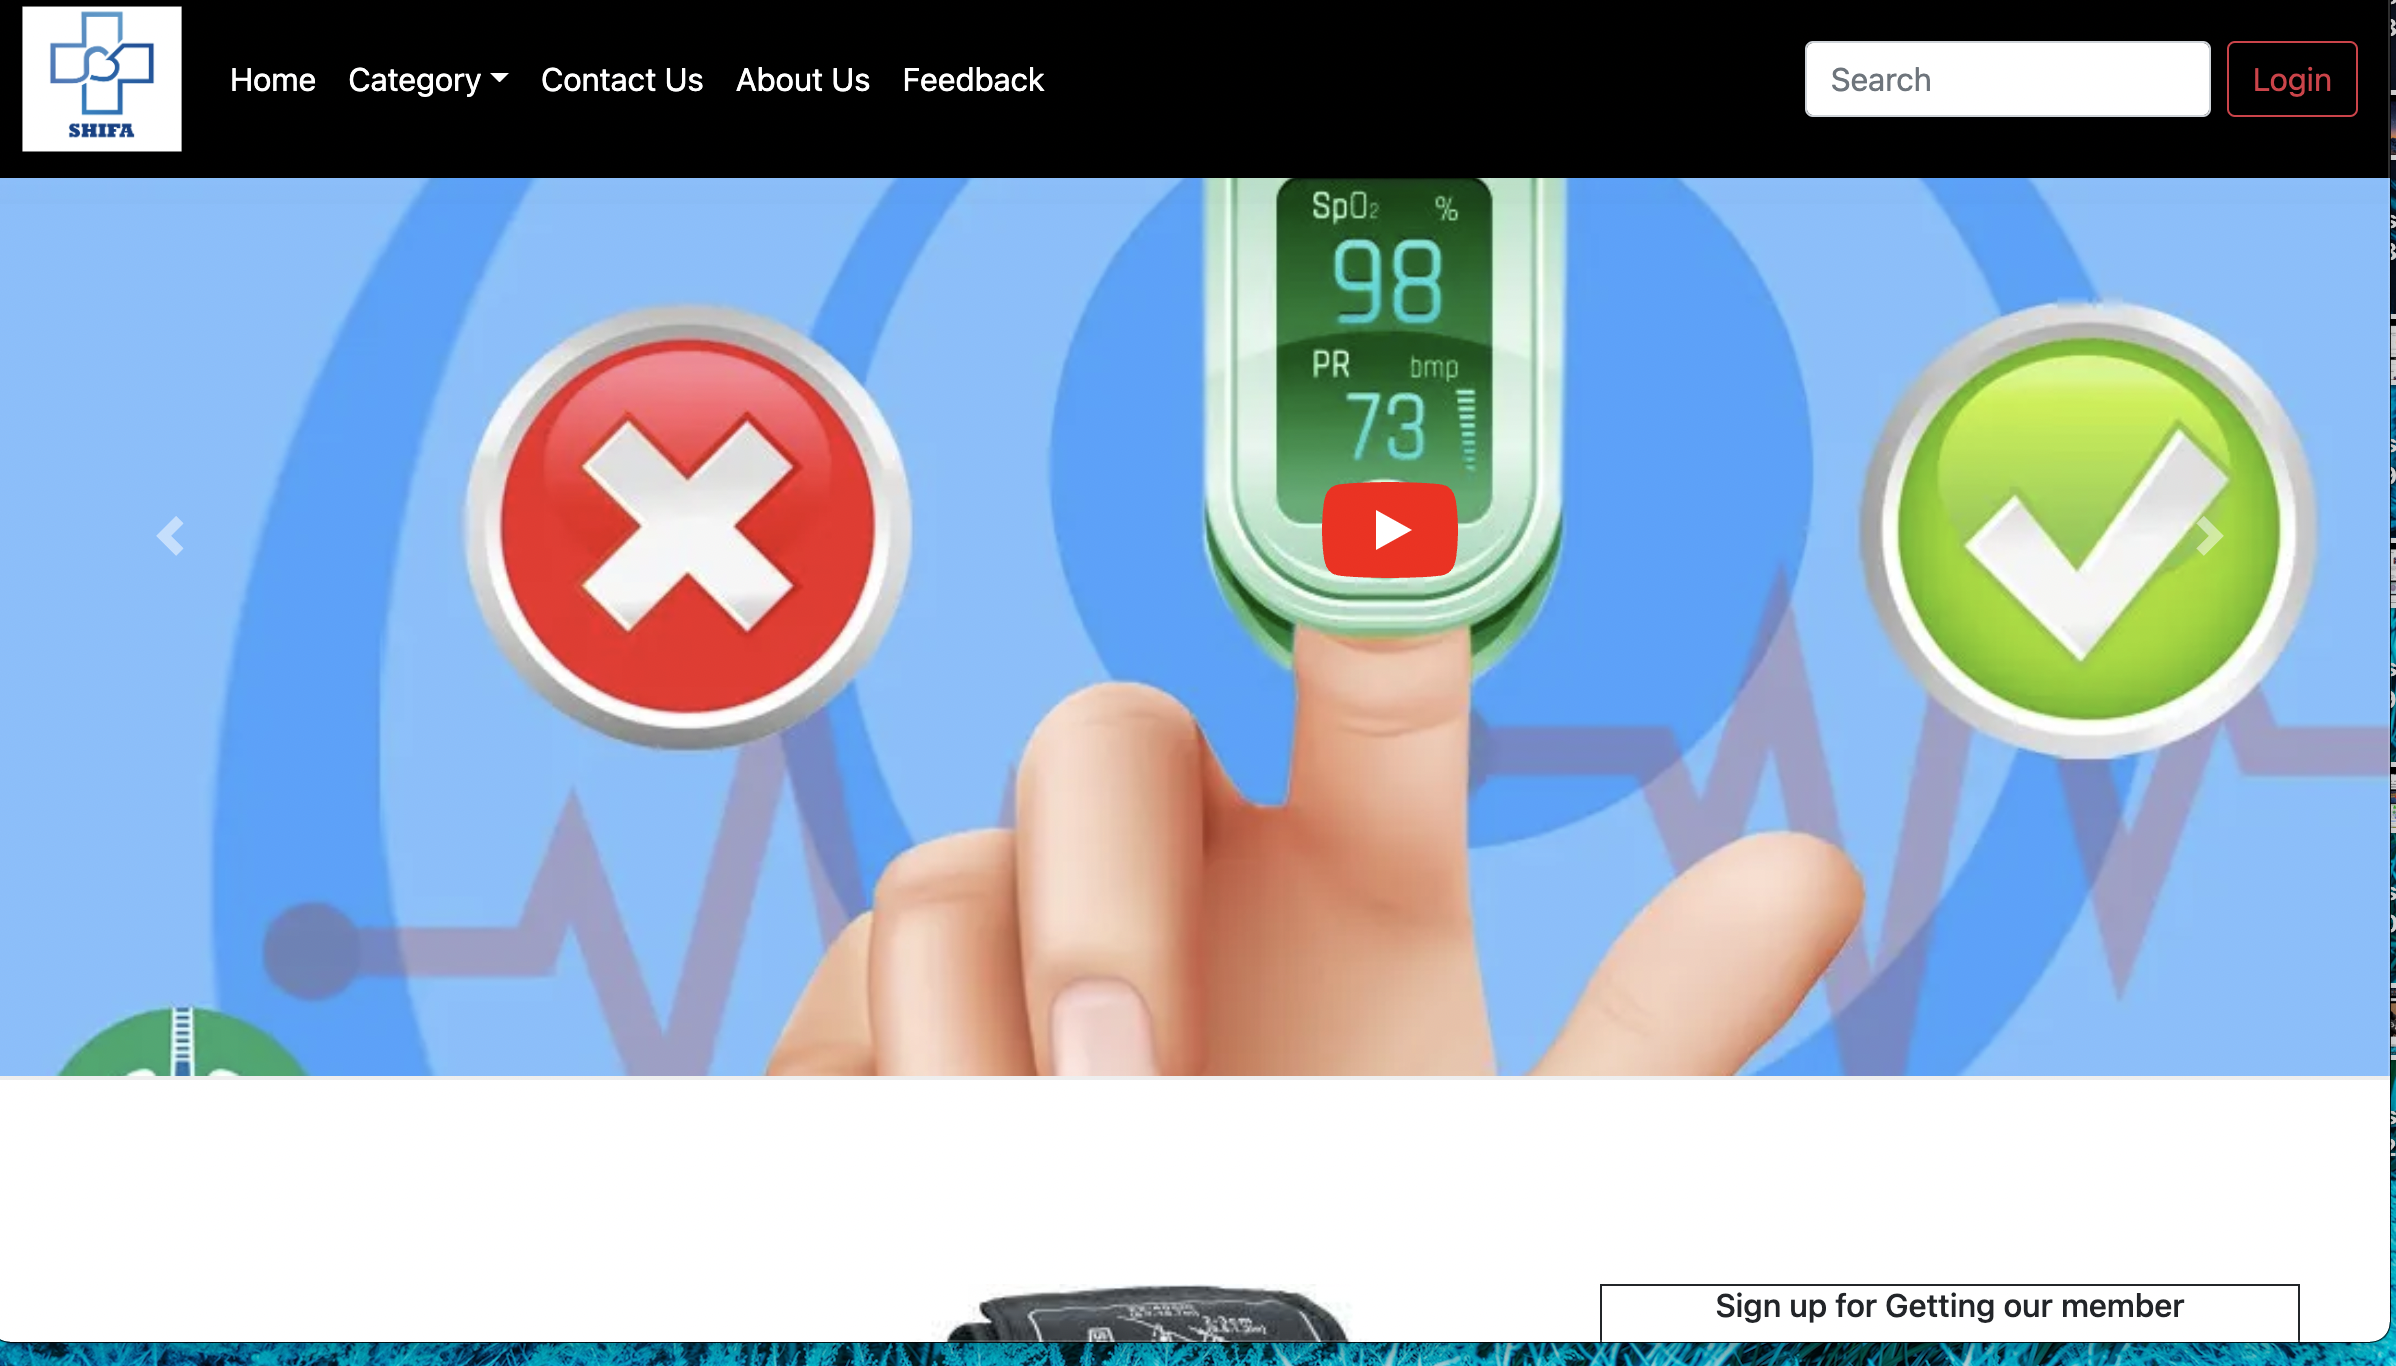 SHIFA
Home Category Contact Us About Us Feedback
Search
Login
SpO₂ %
98
PR bmp
73
Sign up for Getting our member